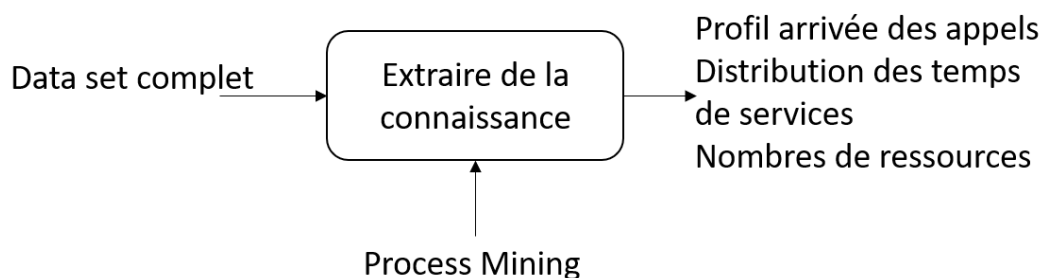 Data set complet
Extraire de la
connaissance
Profil arrivée des appels
Distribution des temps
de services
Nombres de ressources
Process Mining